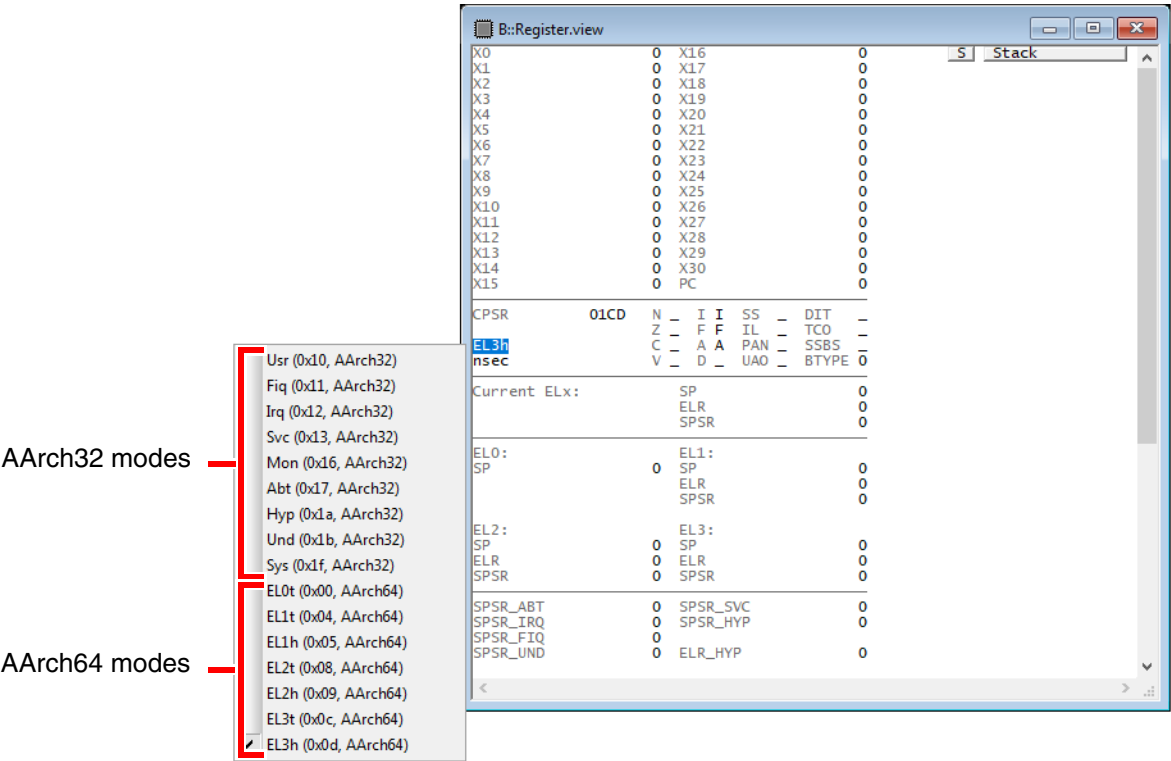 B::Register.view
X0 0 X16 0 S Stack
X1 0 X17 0
X2 0 X18 0
X3 0 X19 0
X4 0 X20 0
X5 0 X21 0
X6 0 X22 0
X7 0 X23 0
X8 0 X24 0
X9 0 X25 0
X10 0 X26 0
X11 0 X27 0
X12 0 X28 0
X13 0 X29 0
X14 0 X30 0
X15 0 PC 0
CPSR 01CD N _ I I SS _ DIT _
Z _ F F IL _ TCO _
EL3h C _ A A PAN _ SSBS _
nsec V _ D _ UAO _ BTYPE 0
Current ELx: SP 0
ELR 0
SPSR 0
EL0: EL1:
SP 0 SP 0
ELR 0
SPSR 0
EL2: EL3:
SP 0 SP 0
ELR 0 ELR 0
SPSR 0 SPSR 0
SPSR_ABT 0 SPSR_SVC 0
SPSR_IRQ 0 SPSR_HYP 0
SPSR_FIQ 0
SPSR_UND 0 ELR_HYP 0
AArch32 modes
Usr (0x10, AArch32)
Fiq (0x11, AArch32)
Irq (0x12, AArch32)
Svc (0x13, AArch32)
Mon (0x16, AArch32)
Abt (0x17, AArch32)
Hyp (0x1a, AArch32)
Und (0x1b, AArch32)
Sys (0x1f, AArch32)
AArch64 modes
EL0t (0x00, AArch64)
EL1t (0x04, AArch64)
EL1h (0x05, AArch64)
EL2t (0x08, AArch64)
EL2h (0x09, AArch64)
EL3t (0x0c, AArch64)
EL3h (0x0d, AArch64)